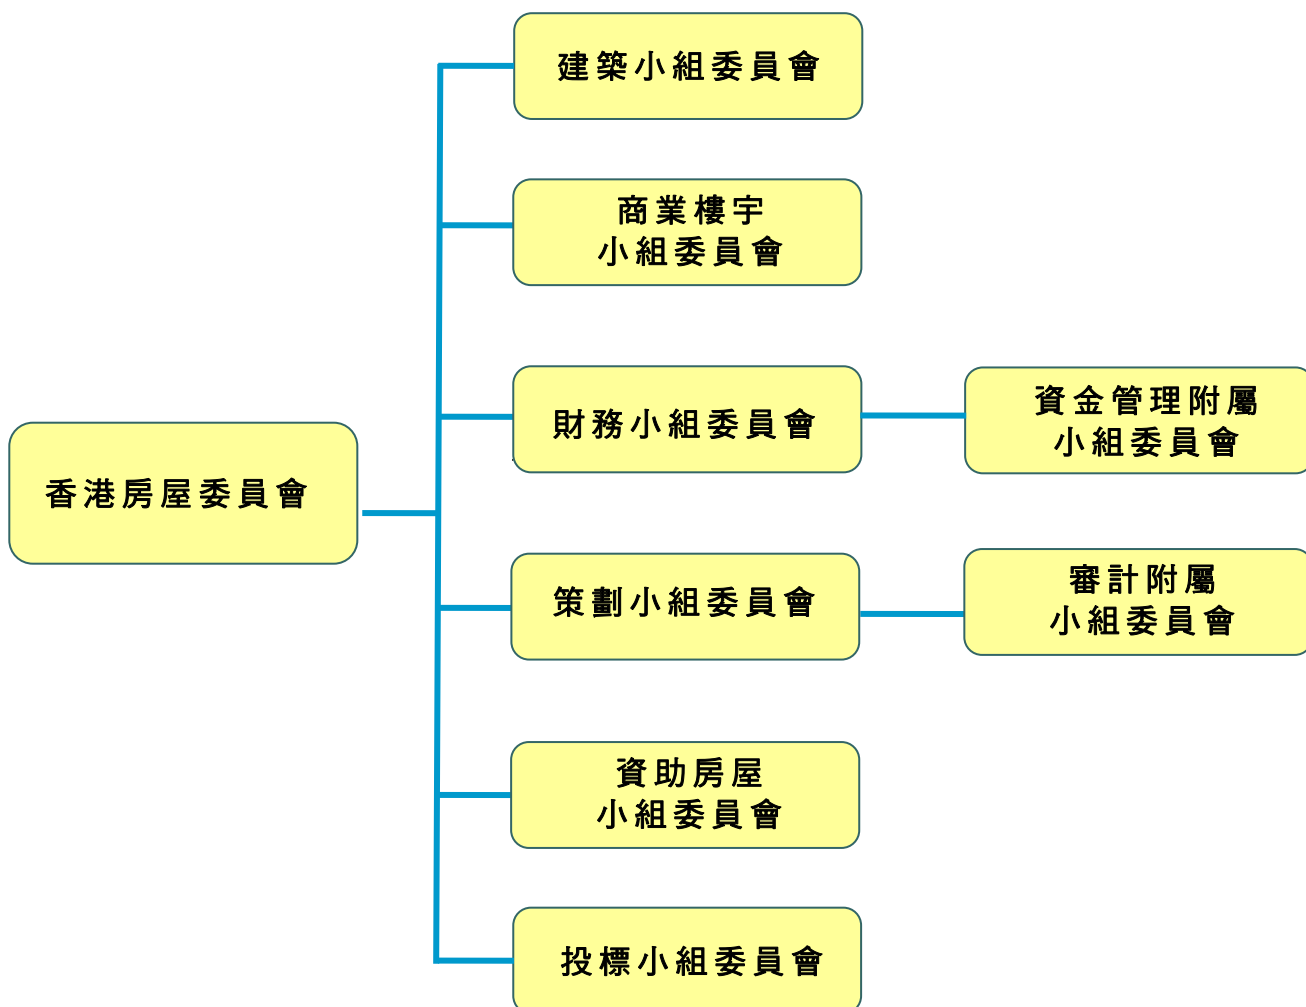 建築小組委員會
商業樓宇
小組委員會
財務小組委員會
資金管理附屬
小組委員會
香港房屋委員會
策劃小組委員會
審計附屬
小組委員會
資助房屋
小組委員會
投標小組委員會